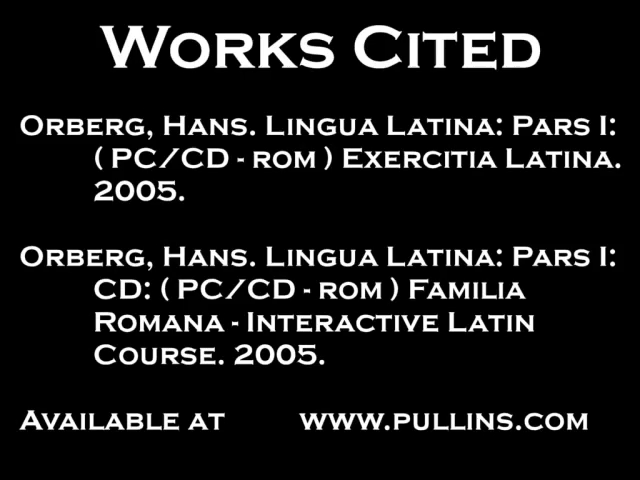 Works Cited
Orberg, Hans. Lingua Latina: Pars I:
( PC/CD - rom ) Exercitia Latina.
2005.
Orberg, Hans. Lingua Latina: Pars I:
CD: ( PC/CD - rom ) Familia
Romana - Interactive Latin
Course. 2005.
Available at www.pullins.com